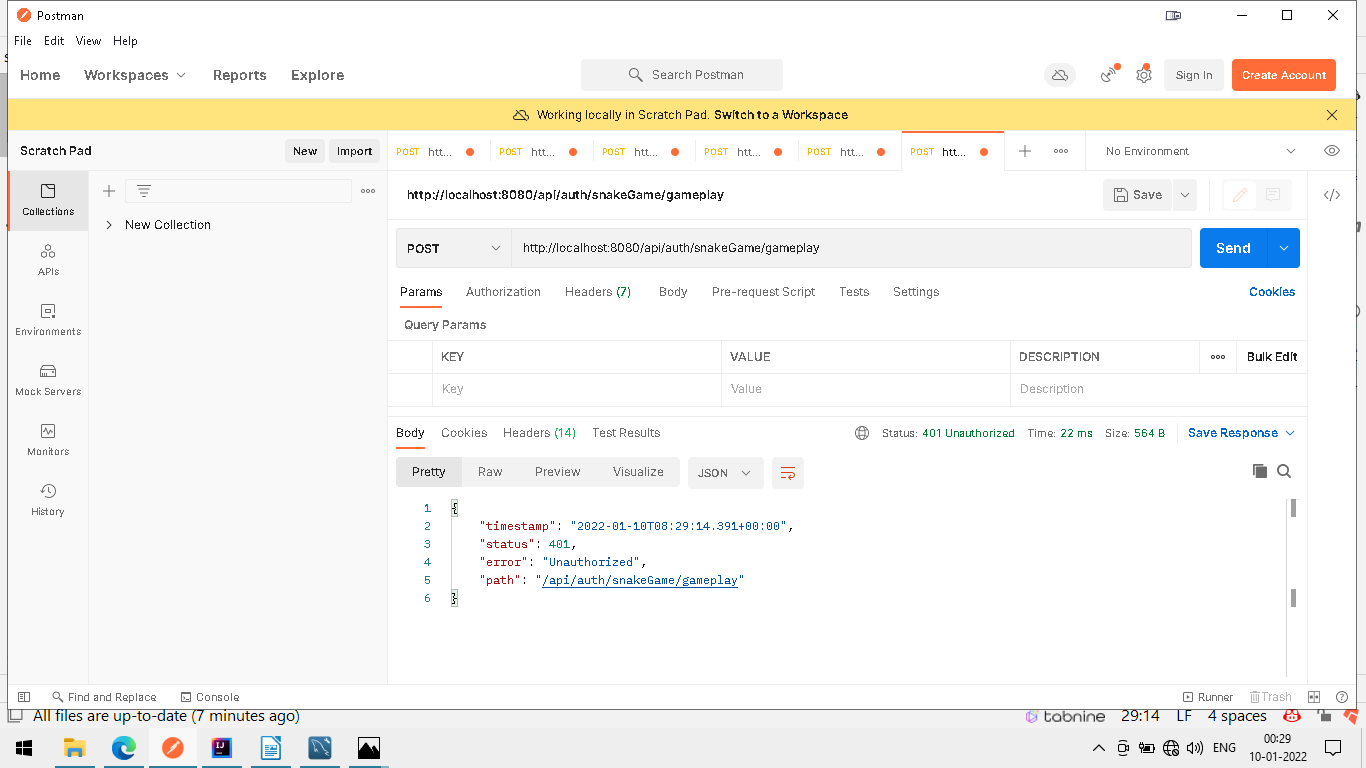 Postman
File Edit View Help
Home Workspaces Reports Explore Search Postman Sign In Create Account
Working locally in Scratch Pad. Switch to a Workspace
Scratch Pad New Import
POST htt... POST htt... POST htt... POST htt... POST htt... POST htt... No Environment
Collections
APIs
Environments
Mock Servers
Monitors
History
New Collection
http://localhost:8080/api/auth/snakeGame/gameplay Save
POST http://localhost:8080/api/auth/snakeGame/gameplay Send
Params Authorization Headers (7) Body Pre-request Script Tests Settings Cookies
Query Params
KEY VALUE DESCRIPTION Bulk Edit
Key Value Description
Body Cookies Headers (14) Test Results Status: 401 Unauthorized Time: 22 ms Size: 564 B Save Response
Pretty Raw Preview Visualize JSON
1 {
2 "timestamp": "2022-01-10T08:29:14.391+00:00",
3 "status": 401,
4 "error": "Unauthorized",
5 "path": "/api/auth/snakeGame/gameplay"
6 }
Find and Replace Console Runner Trash
All files are up-to-date (7 minutes ago) tabnine 29:14 LF 4 spaces
ENG 00:29
10-01-2022